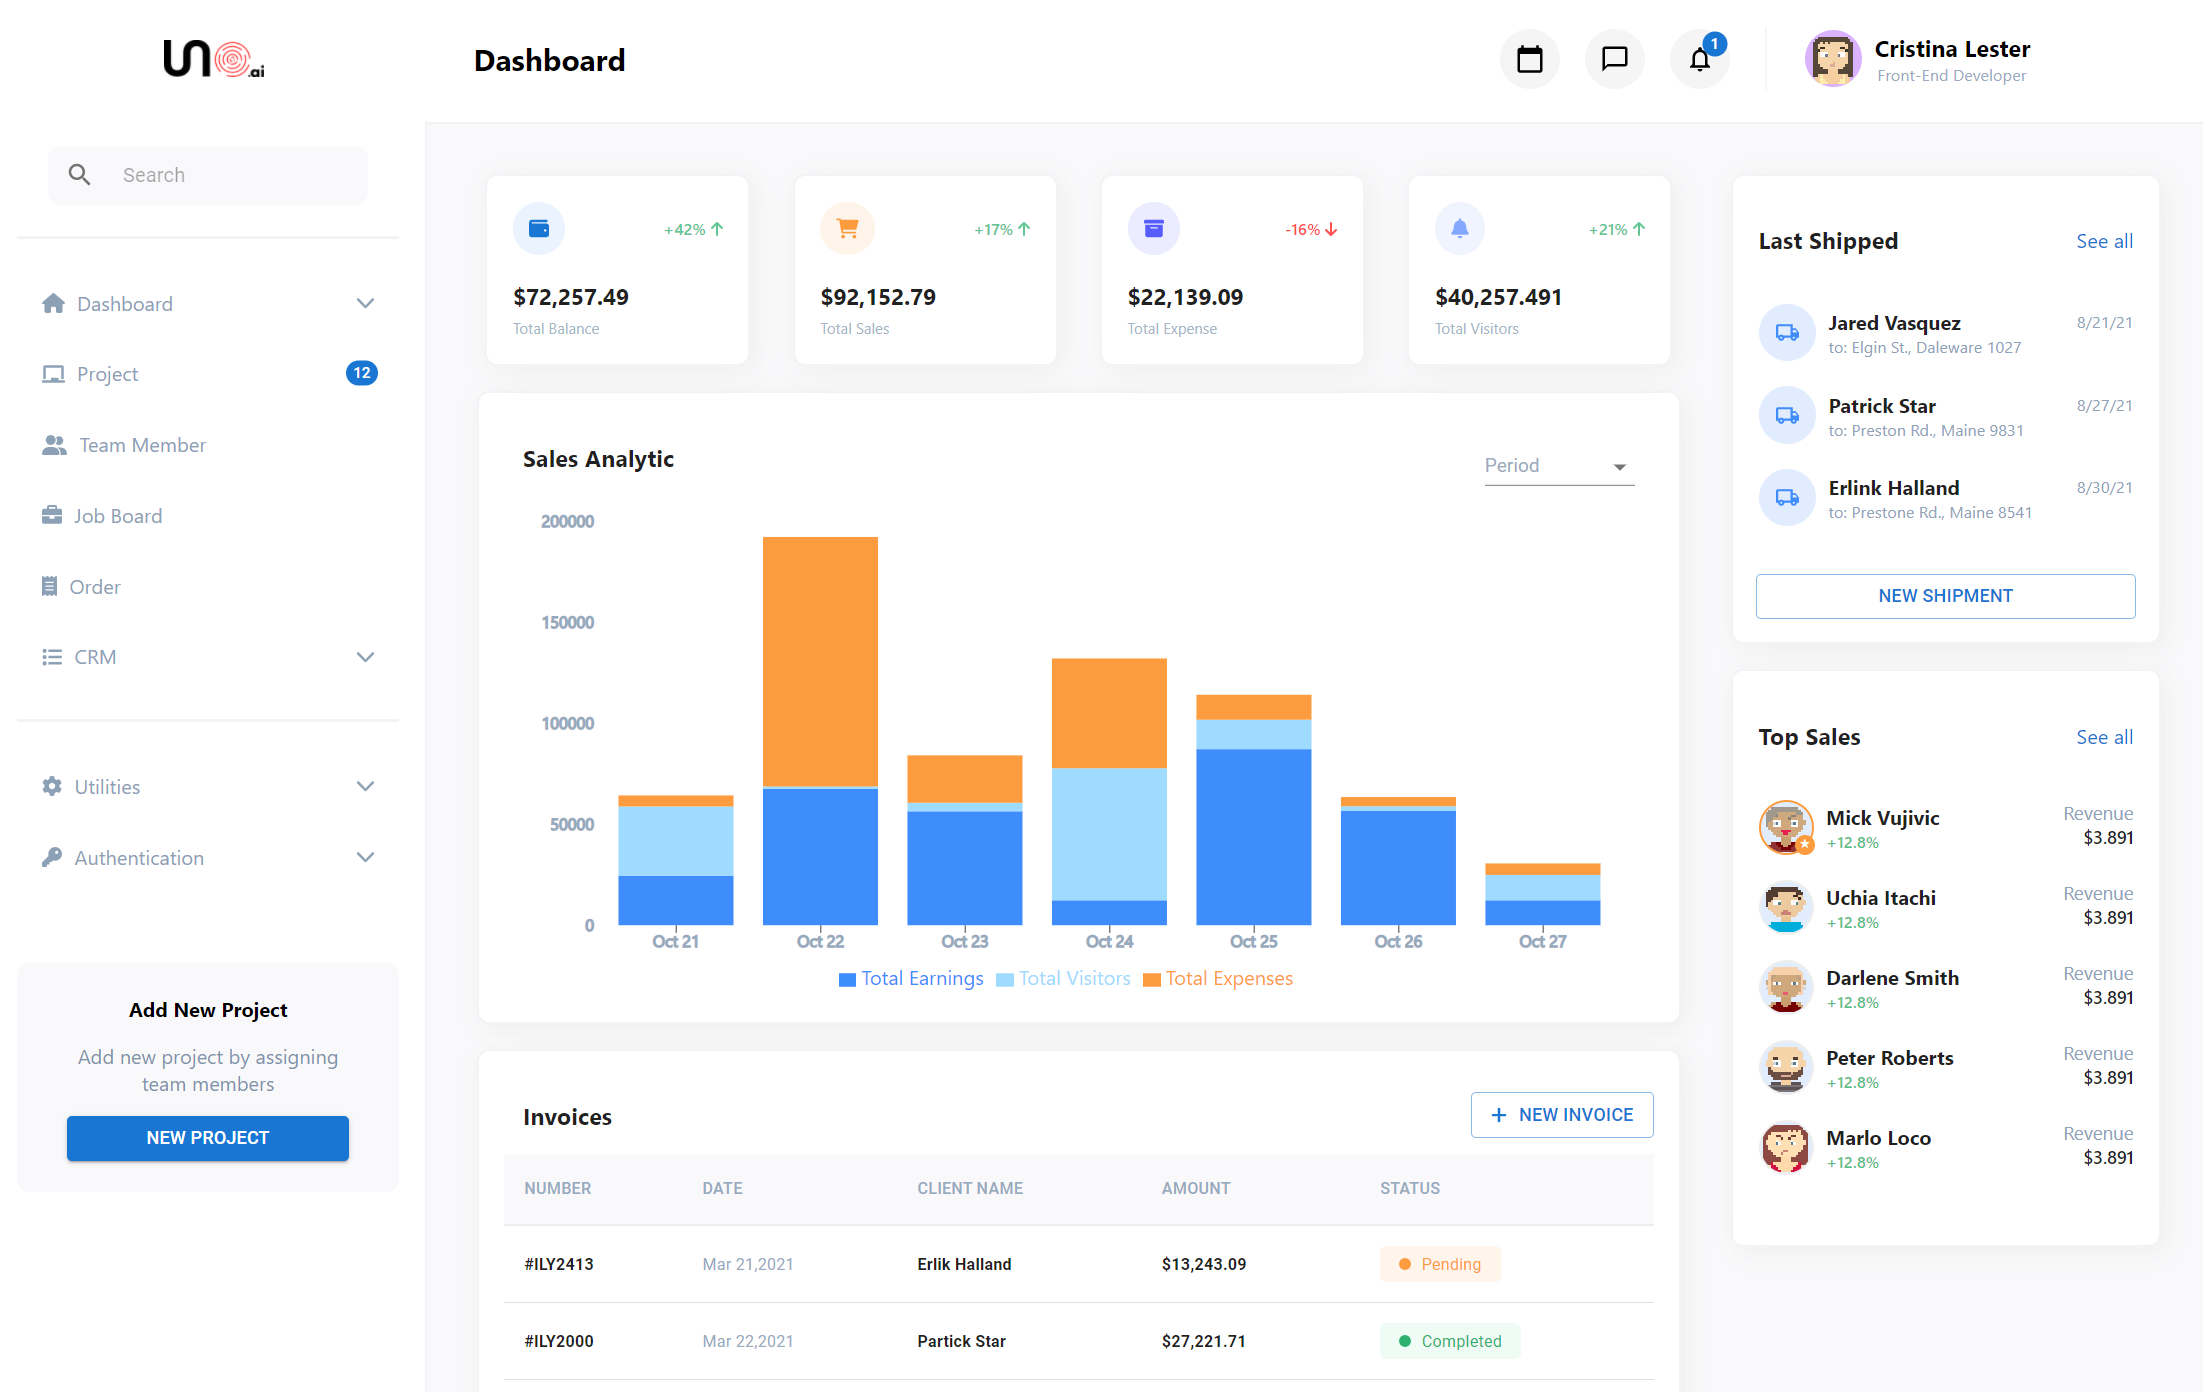 uno.ai
Dashboard
1
Cristina Lester
Front-End Developer
Search
Dashboard
Project
12
Team Member
Job Board
Order
CRM
Utilities
Authentication
Add New Project
Add new project by assigning
team members
NEW PROJECT
+42%
$72,257.49
Total Balance
+17%
$92,152.79
Total Sales
-16%
$22,139.09
Total Expense
+21%
$40,257.491
Total Visitors
Sales Analytic
Period
200000
150000
100000
50000
0
Oct 21 Oct 22 Oct 23 Oct 24 Oct 25 Oct 26 Oct 27
Total Earnings Total Visitors Total Expenses
Invoices
+ NEW INVOICE
NUMBER DATE CLIENT NAME AMOUNT STATUS
#ILY2413 Mar 21,2021 Erlik Halland $13,243.09 Pending
#ILY2000 Mar 22,2021 Partick Star $27,221.71 Completed
Last Shipped See all
Jared Vasquez 8/21/21
to: Elgin St., Daleware 1027
Patrick Star 8/27/21
to: Preston Rd., Maine 9831
Erlink Halland 8/30/21
to: Prestone Rd., Maine 8541
NEW SHIPMENT
Top Sales See all
Mick Vujivic Revenue
+12.8% $3.891
Uchia Itachi Revenue
+12.8% $3.891
Darlene Smith Revenue
+12.8% $3.891
Peter Roberts Revenue
+12.8% $3.891
Marlo Loco Revenue
+12.8% $3.891